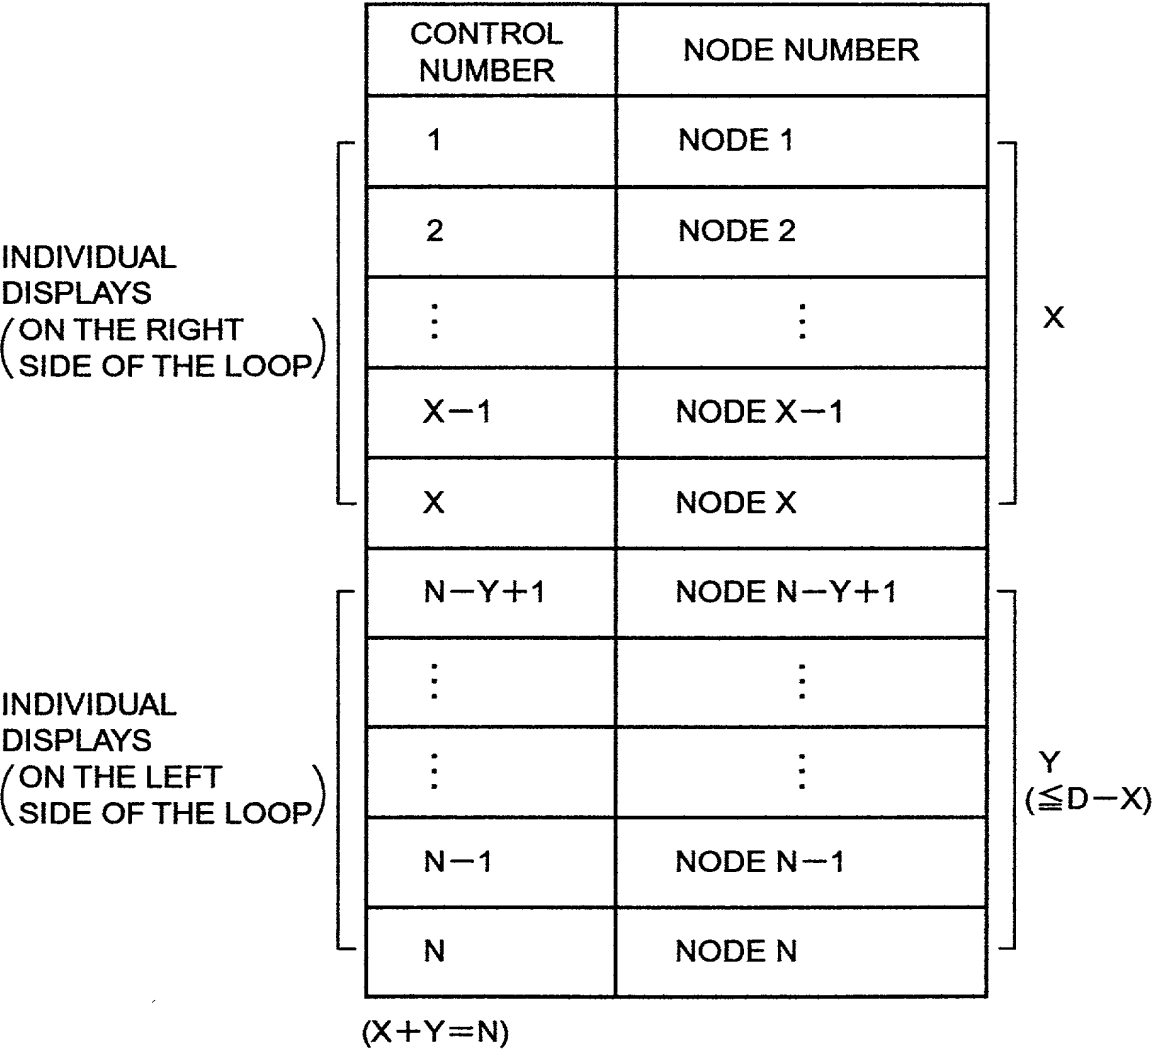 CONTROL
NUMBER
NODE NUMBER
1
NODE 1
2
NODE 2
⋮
⋮
X−1
NODE X−1
X
NODE X
INDIVIDUAL
DISPLAYS
(ON THE RIGHT
SIDE OF THE LOOP)
X
N−Y+1
NODE N−Y+1
⋮
⋮
⋮
⋮
N−1
NODE N−1
N
NODE N
INDIVIDUAL
DISPLAYS
(ON THE LEFT
SIDE OF THE LOOP)
Y
(≦D−X)
(X+Y=N)